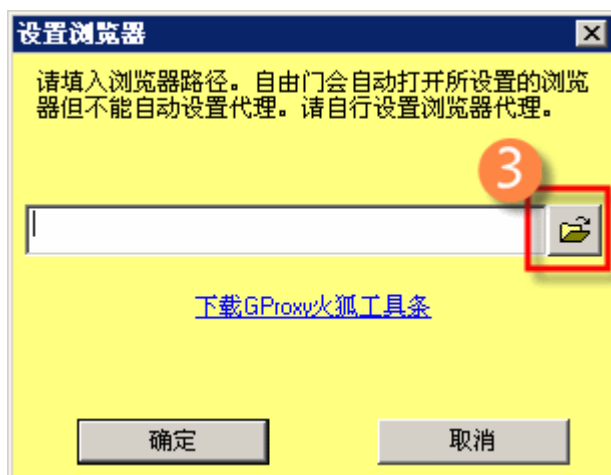 设置浏览器
请填入浏览器路径。自由门会自动打开所设置的浏览
器但不能自动设置代理。请自行设置浏览器代理。
3
下载GProxy火狐工具条
确定
取消